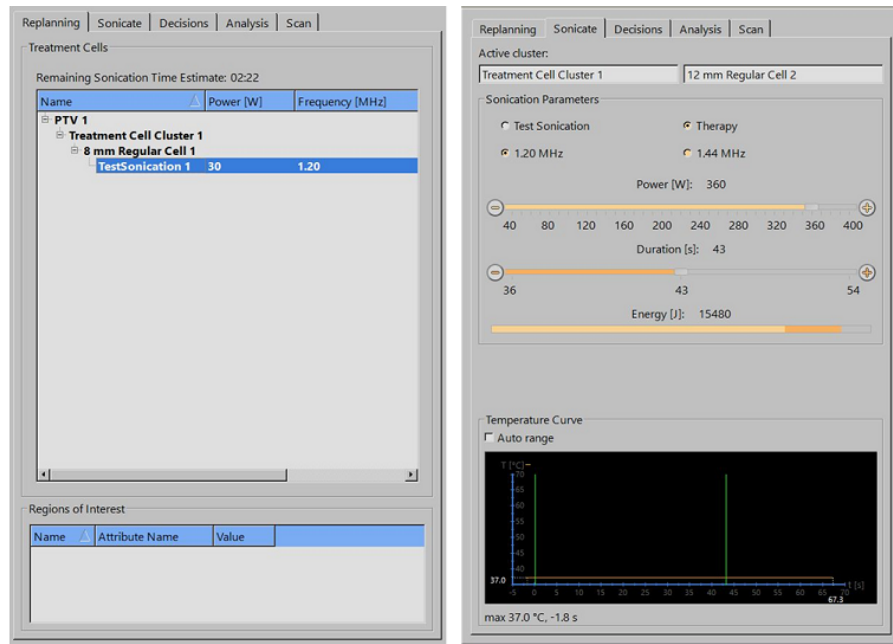 Replanning Sonicate Decisions Analysis Scan
Treatment Cells
Remaining Sonication Time Estimate: 02:22
Name Power [W] Frequency [MHz]
PTV 1
Treatment Cell Cluster 1
8 mm Regular Cell 1
TestSonication 1 30 1.20
Regions of Interest
Name Attribute Name Value
Replanning Sonicate Decisions Analysis Scan
Active cluster:
Treatment Cell Cluster 1 12 mm Regular Cell 2
Sonication Parameters
Test Sonication Therapy
1.20 MHz 1.44 MHz
Power [W]: 360
40 80 120 160 200 240 280 320 360 400
Duration [s]: 43
36 43 54
Energy [J]: 15480
Temperature Curve
Auto range
T [°C]
70
65
60
55
50
45
40
37.0
-5 0 5 10 15 20 25 30 35 40 45 50 55 60 65 70 t [s]
67.3
max 37.0 °C, -1.8 s